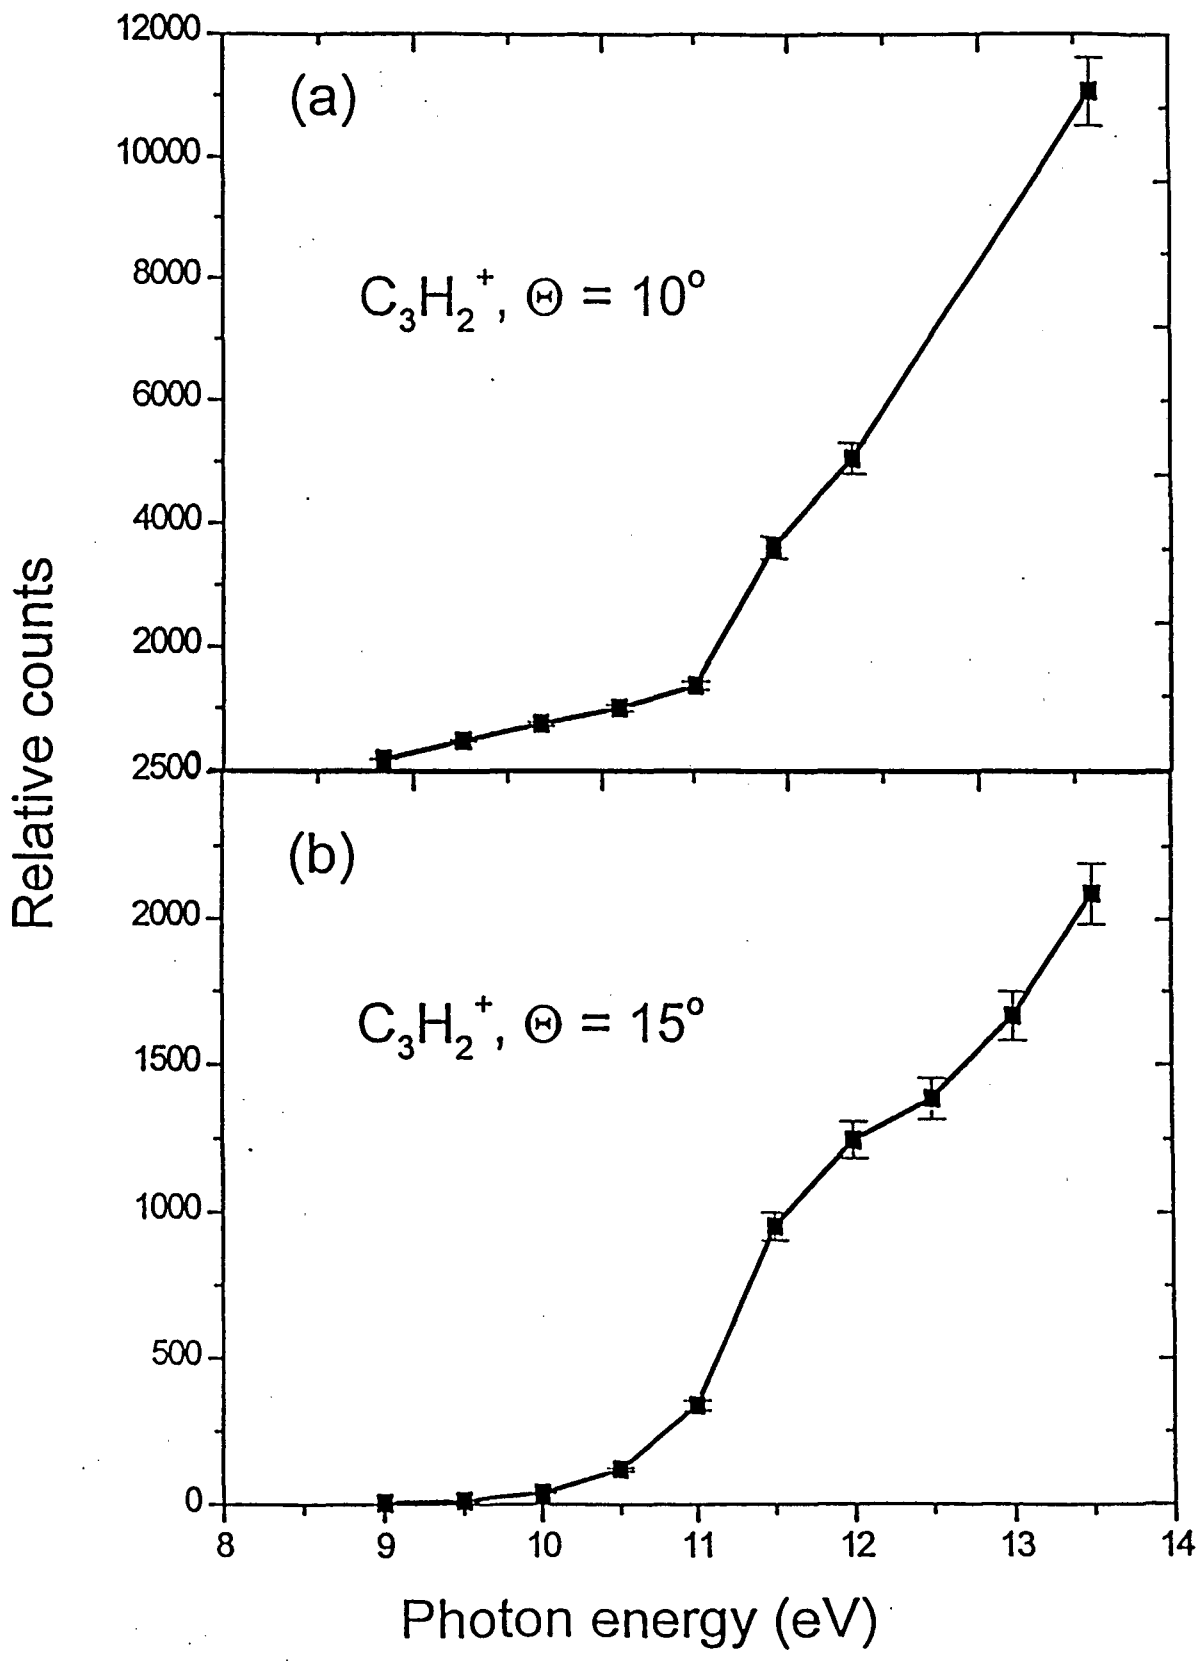 12000
(a)
10000
8000
C₃H₂⁺, Θ = 10°
6000
4000
2000
2500
Relative counts
(b)
2000
C₃H₂⁺, Θ = 15°
1500
1000
500
0
8 9 10 11 12 13 14
Photon energy (eV)